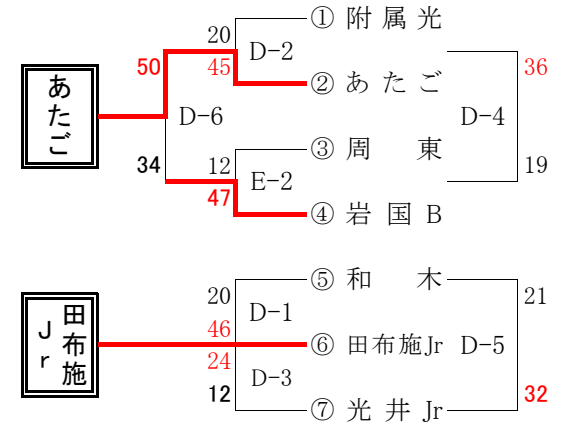 ① 附 属 光
20
D-2
50
45
36
② あ た ご
あたご
D-6
D-4
③ 周 東
34
12
19
E-2
47
④ 岩 国 B
⑤ 和 木
20
21
D-1
田布施Jr
46
⑥ 田布施Jr
D-5
24
D-3
12
32
⑦ 光 井 Jr